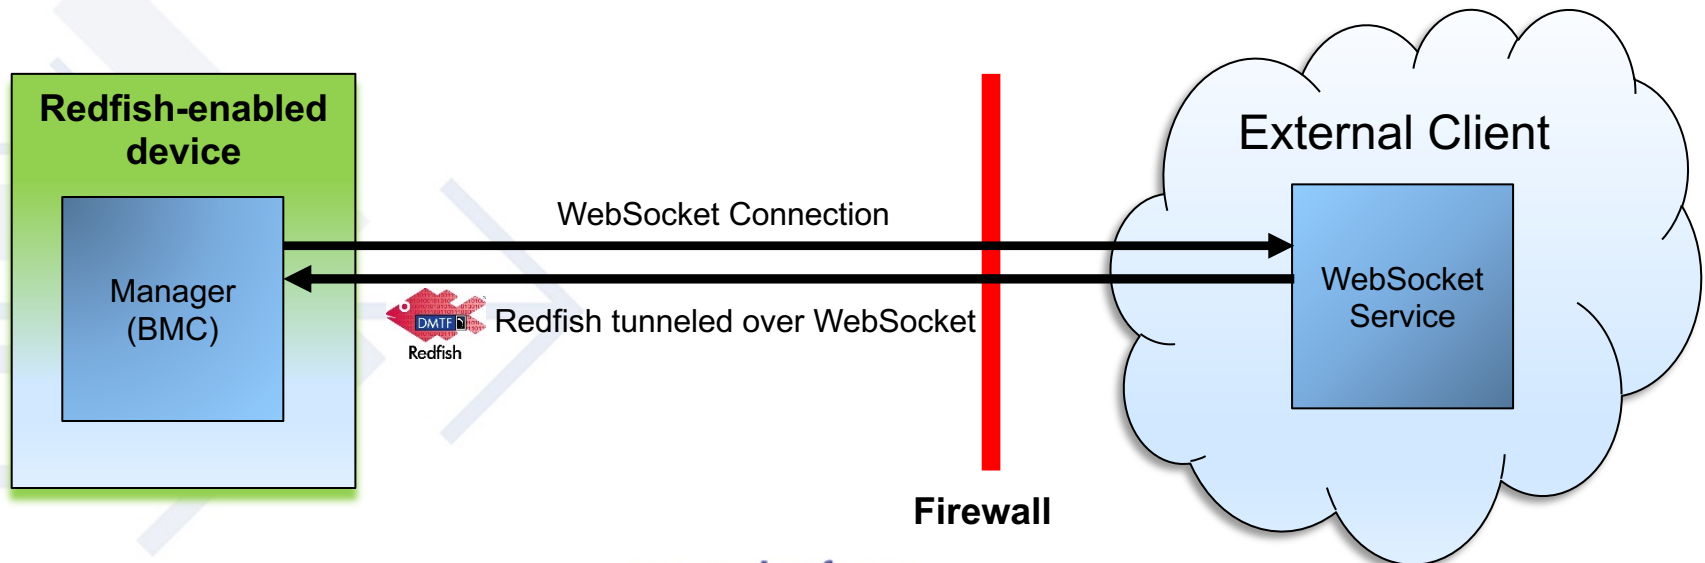 Redfish-enabled
device
Manager
(BMC)
WebSocket Connection
DMTF
Redfish
Redfish tunneled over WebSocket
Firewall
External Client
WebSocket
Service